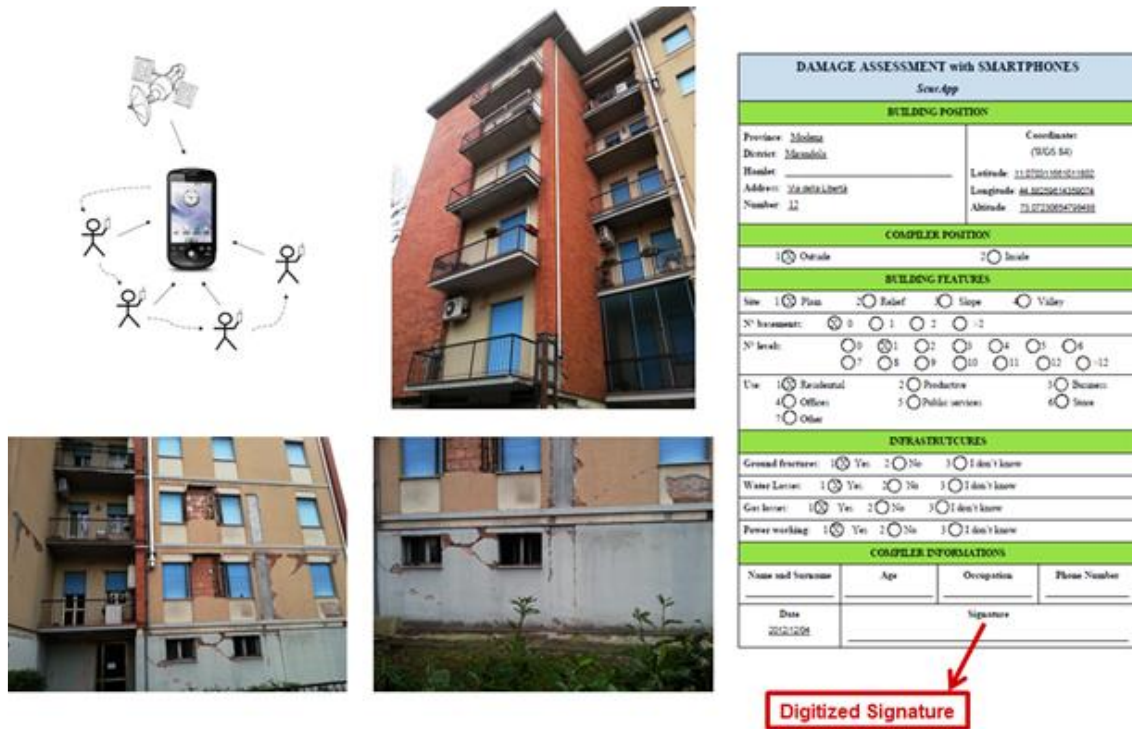 DAMAGE ASSESSMENT with SMARTPHONES
ScueApp
BUILDING POSITION
Province: Modena
District: Mirandola
Hamlet:
Address: Via della Libertà
Number: 12
Coordinates
(WGS 84)
Latitude:
Longitude:
Altitude:
COMPILER POSITION
1 Outside 2 Inside
BUILDING FEATURES
Site 1 Plain 2 Relief 3 Slope 4 Valley
N° basements: 0 1 2 >2
N° levels: 0 1 2 3 4 5 6
7 8 9 10 11 12 >12
Use 1 Residential 2 Productive 3 Business
4 Offices 5 Public services 6 Store
7 Other
INFRASTRUTCURES
Ground fractures: 1 Yes 2 No 3 I don't know
Water Losses: 1 Yes 2 No 3 I don't know
Gas losses: 1 Yes 2 No 3 I don't know
Power working: 1 Yes 2 No 3 I don't know
COMPILER INFORMATIONS
Name and Surname Age Occupation Phone Number
Date Signature
2012/12/04
Digitized Signature